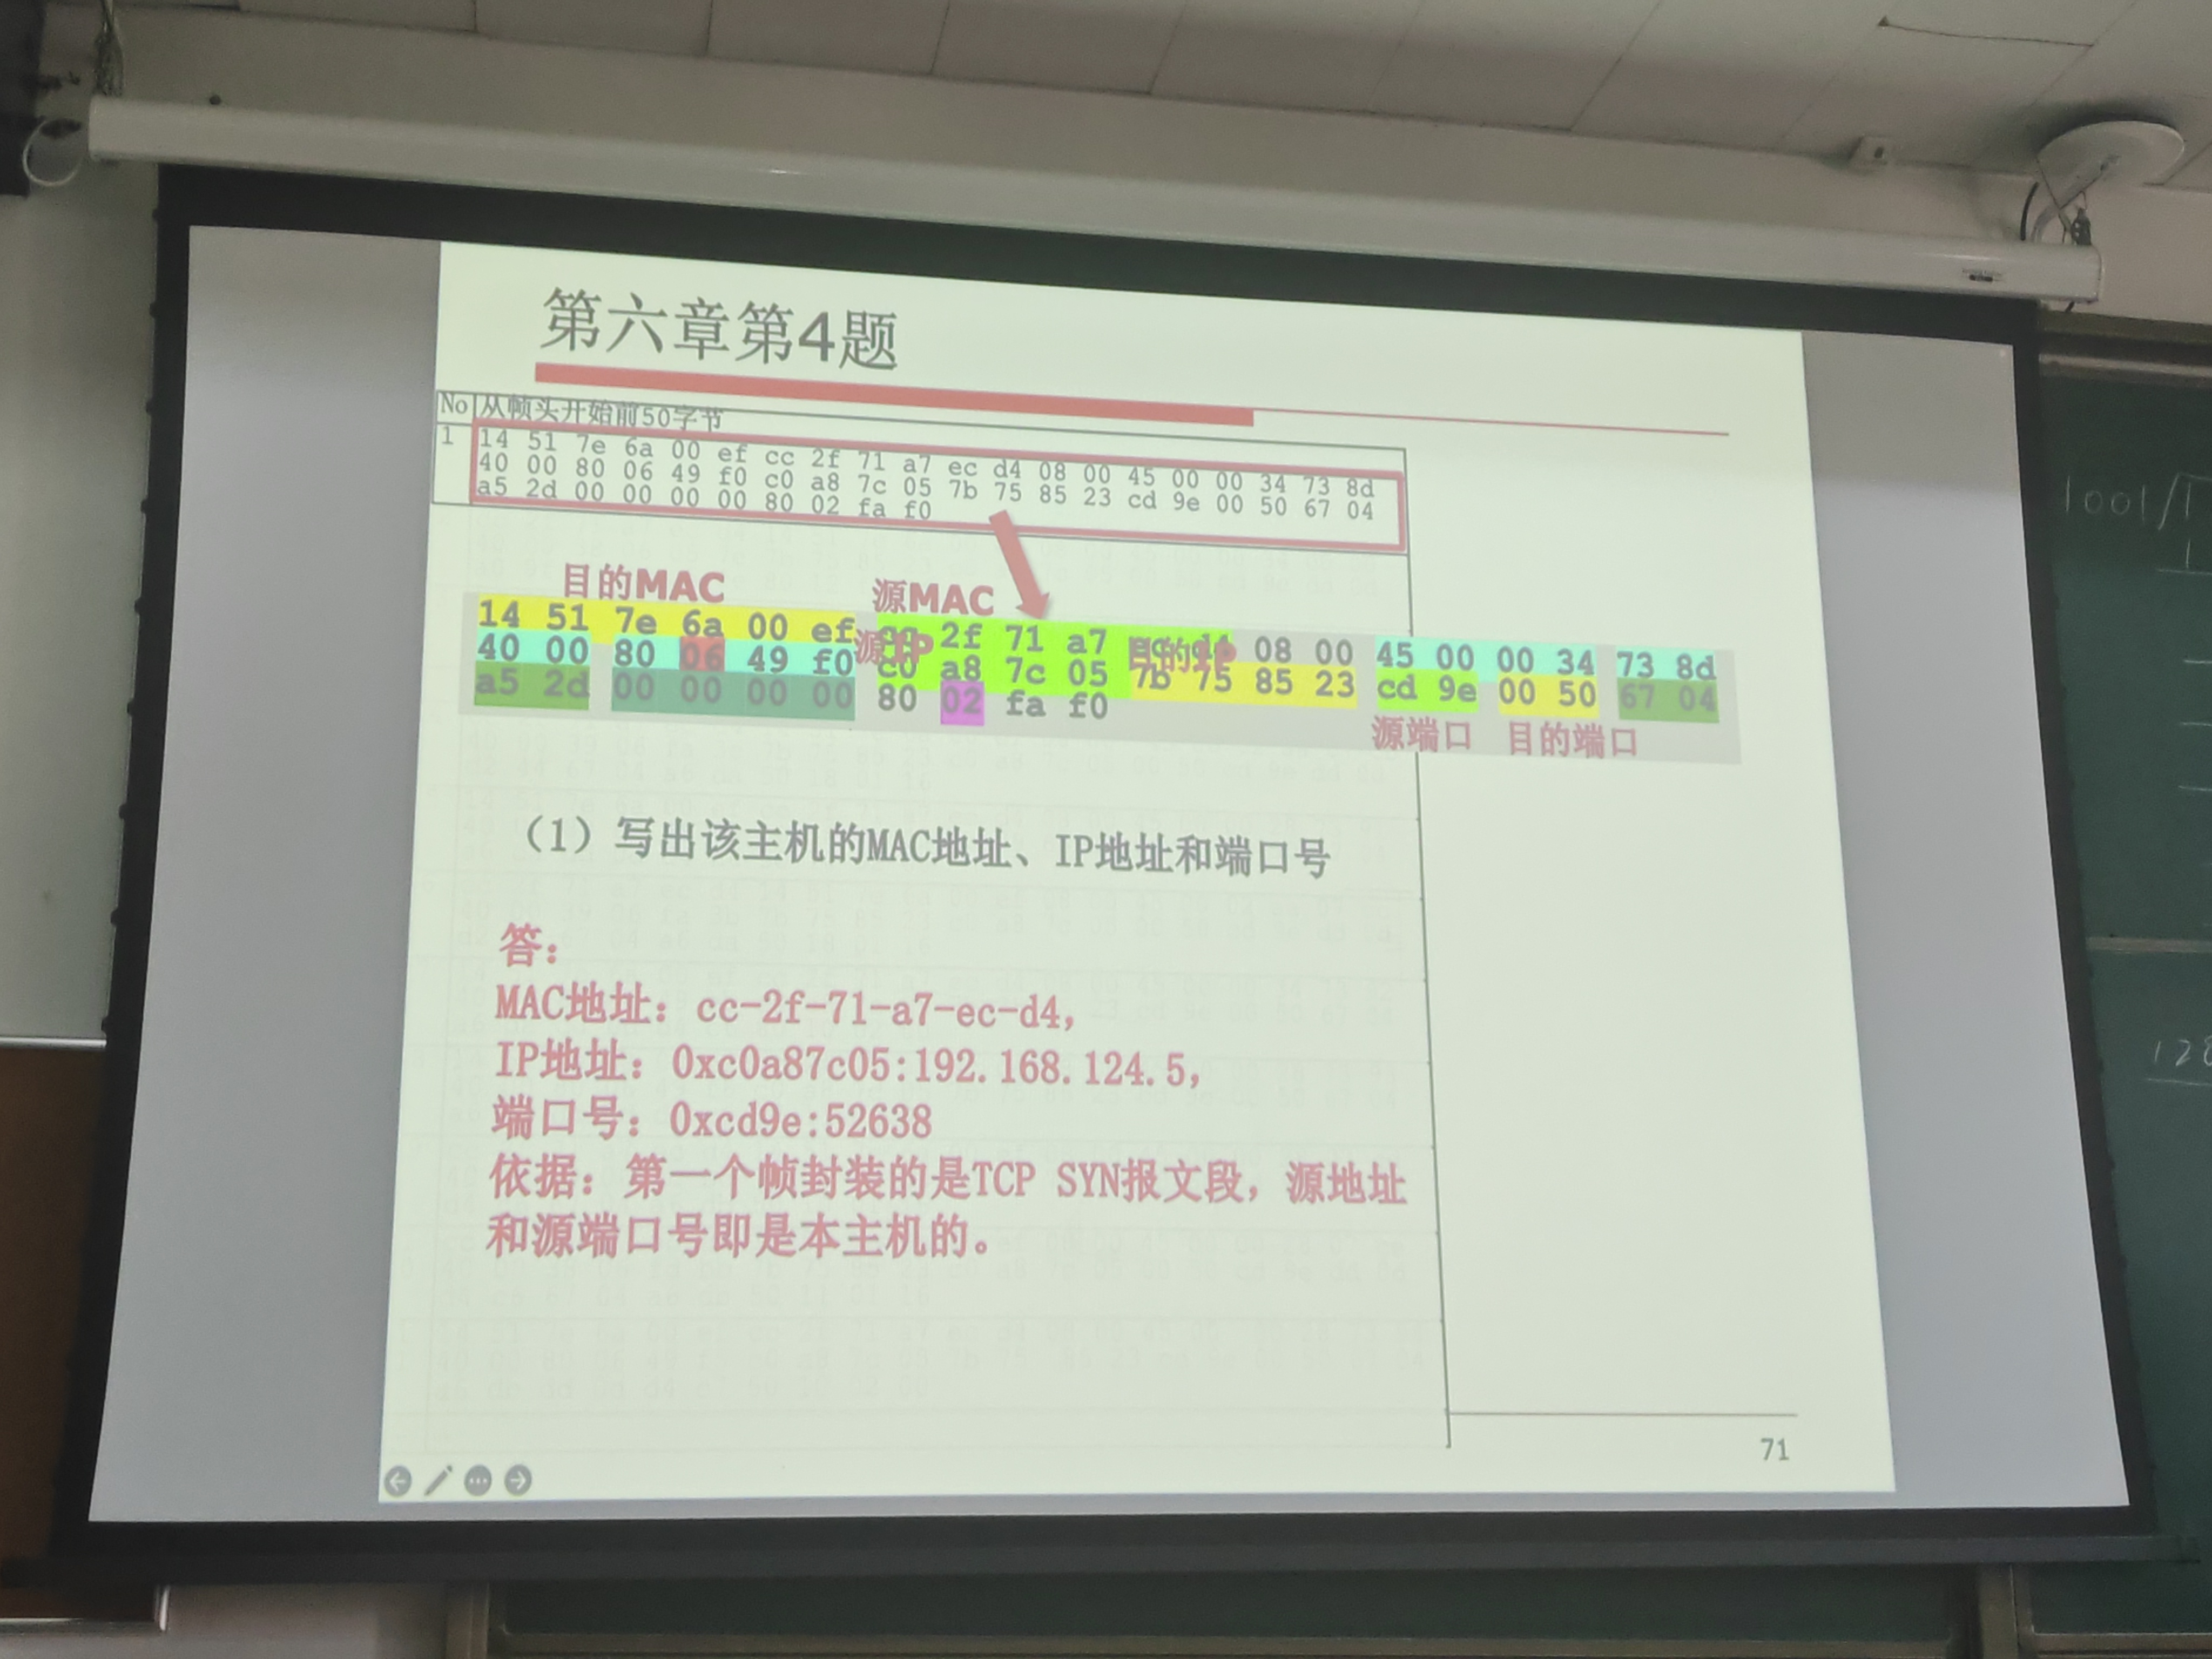 第六章第4题
No 从帧头开始前50字节
1 14 51 7e 6a 00 ef cc 2f 71 a7 ec d4 08 00 45 00 00 34 73 8d
40 00 80 06 49 f0 c0 a8 7c 05 7b 75 85 23 cd 9e 00 50 67 04
a5 2d 00 00 00 00 80 02 fa f0
目的MAC 源MAC
14 51 7e 6a 00 ef cc 2f 71 a7 ec d4 08 00 45 00 00 34 73 8d
源IP 目的IP
40 00 80 06 49 f0 c0 a8 7c 05 7b 75 85 23 cd 9e 00 50 67 04
a5 2d 00 00 00 00 80 02 fa f0
源端口 目的端口
（1）写出该主机的MAC地址、IP地址和端口号
答：
MAC地址：cc-2f-71-a7-ec-d4，
IP地址：0xc0a87c05:192.168.124.5，
端口号：0xcd9e:52638
依据：第一个帧封装的是TCP SYN报文段，源地址
和源端口号即是本主机的。
71
1001
128